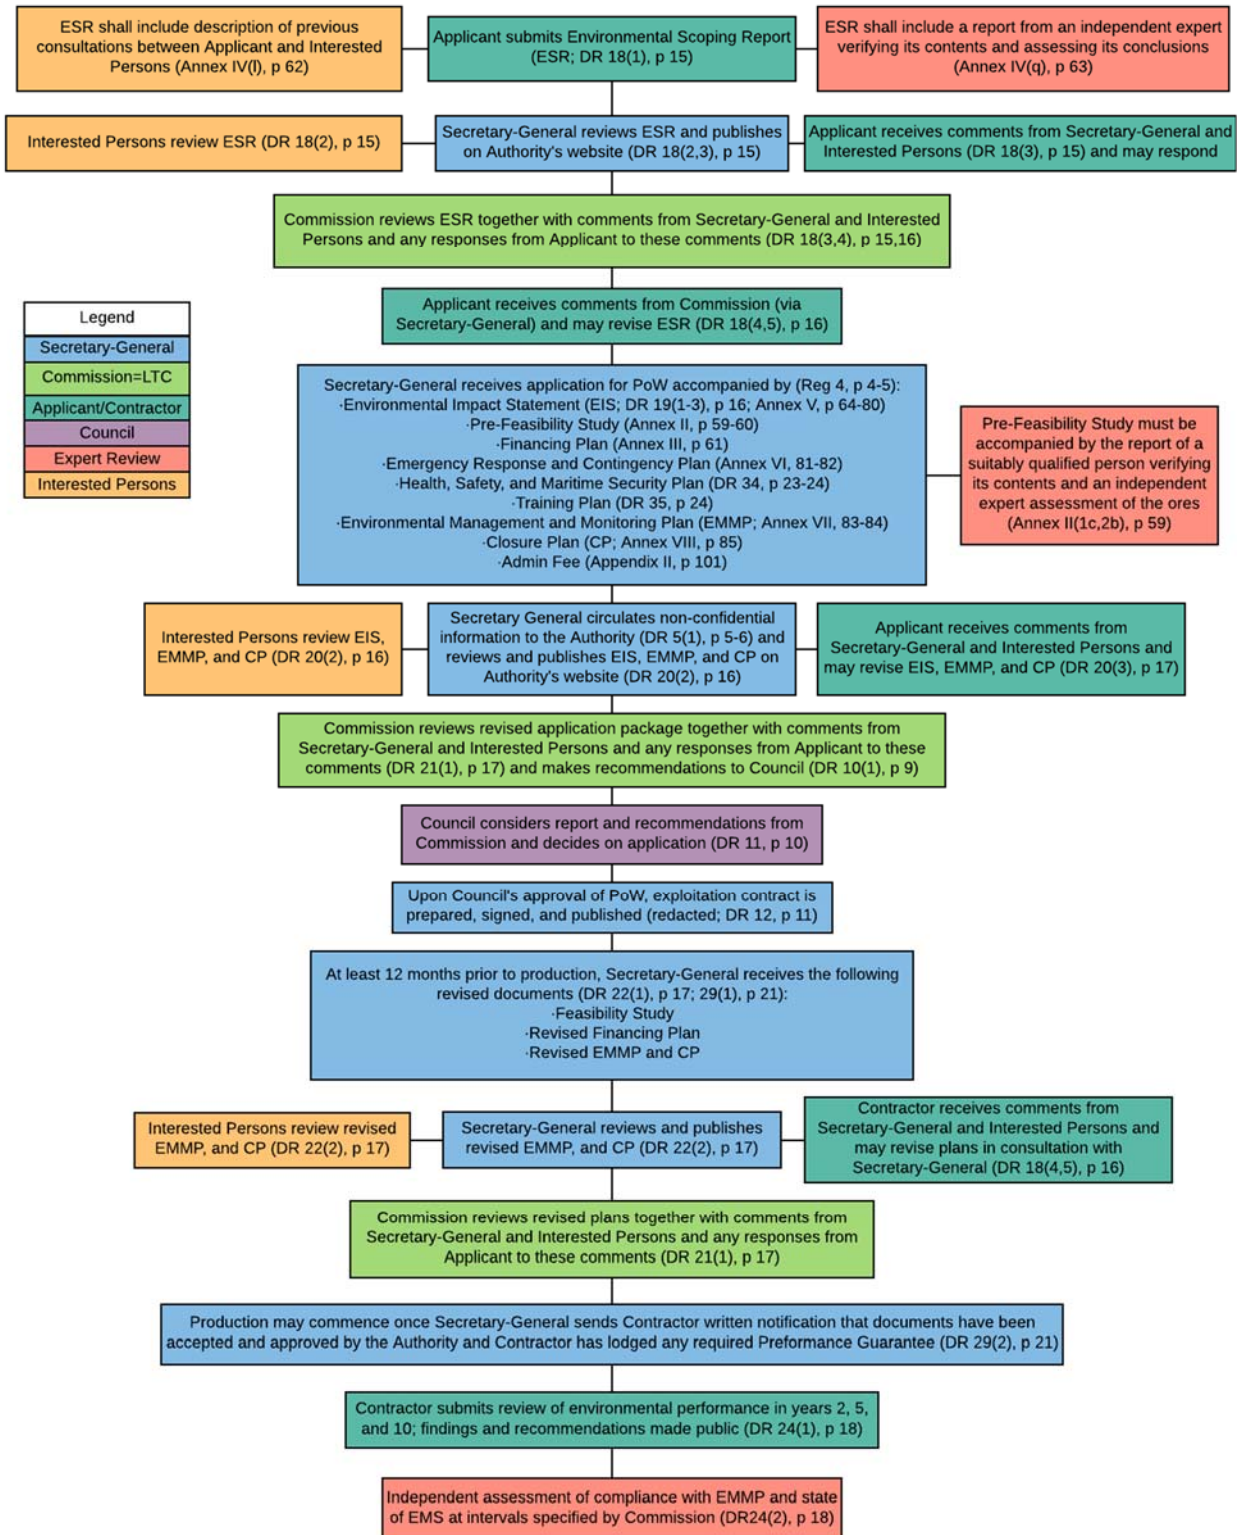 ESR shall include description of previous
consultations between Applicant and Interested
Persons (Annex IV(l), p 62)
Applicant submits Environmental Scoping Report
(ESR; DR 18(1), p 15)
ESR shall include a report from an independent expert
verifying its contents and assessing its conclusions
(Annex IV(q), p 63)
Interested Persons review ESR (DR 18(2), p 15)
Secretary-General reviews ESR and publishes
on Authority's website (DR 18(2,3), p 15)
Applicant receives comments from Secretary-General and
Interested Persons (DR 18(3), p 15) and may respond
Commission reviews ESR together with comments from Secretary-General and Interested
Persons and any responses from Applicant to these comments (DR 18(3,4), p 15,16)
Legend
Secretary-General
Commission=LTC
Applicant/Contractor
Council
Expert Review
Interested Persons
Applicant receives comments from Commission (via
Secretary-General) and may revise ESR (DR 18(4,5), p 16)
Secretary-General receives application for PoW accompanied by (Reg 4, p 4-5):
·Environmental Impact Statement (EIS; DR 19(1-3), p 16; Annex V, p 64-80)
·Pre-Feasibility Study (Annex II, p 59-60)
·Financing Plan (Annex III, p 61)
·Emergency Response and Contingency Plan (Annex VI, 81-82)
·Health, Safety, and Maritime Security Plan (DR 34, p 23-24)
·Training Plan (DR 35, p 24)
·Environmental Management and Monitoring Plan (EMMP; Annex VII, 83-84)
·Closure Plan (CP; Annex VIII, p 85)
·Admin Fee (Appendix II, p 101)
Pre-Feasibility Study must be
accompanied by the report of a
suitably qualified person verifying
its contents and an independent
expert assessment of the ores
(Annex II(1c,2b), p 59)
Interested Persons review EIS,
EMMP, and CP (DR 20(2), p 16)
Secretary General circulates non-confidential
information to the Authority (DR 5(1), p 5-6) and
reviews and publishes EIS, EMMP, and CP on
Authority's website (DR 20(2), p 16)
Applicant receives comments from
Secretary-General and Interested Persons and
may revise EIS, EMMP, and CP (DR 20(3), p 17)
Commission reviews revised application package together with comments from
Secretary-General and Interested Persons and any responses from Applicant to these
comments (DR 21(1), p 17) and makes recommendations to Council (DR 10(1), p 9)
Council considers report and recommendations from
Commission and decides on application (DR 11, p 10)
Upon Council's approval of PoW, exploitation contract is
prepared, signed, and published (redacted; DR 12, p 11)
At least 12 months prior to production, Secretary-General receives the following
revised documents (DR 22(1), p 17; 29(1), p 21):
·Feasibility Study
·Revised Financing Plan
·Revised EMMP and CP
Interested Persons review revised
EMMP, and CP (DR 22(2), p 17)
Secretary-General reviews and publishes
revised EMMP, and CP (DR 22(2), p 17)
Contractor receives comments from
Secretary-General and Interested Persons and
may revise plans in consultation with
Secretary-General (DR 18(4,5), p 16)
Commission reviews revised plans together with comments from
Secretary-General and Interested Persons and any responses from
Applicant to these comments (DR 21(1), p 17)
Production may commence once Secretary-General sends Contractor written notification that documents have been
accepted and approved by the Authority and Contractor has lodged any required Preformance Guarantee (DR 29(2), p 21)
Contractor submits review of environmental performance in years 2, 5,
and 10; findings and recommendations made public (DR 24(1), p 18)
Independent assessment of compliance with EMMP and state
of EMS at intervals specified by Commission (DR24(2), p 18)